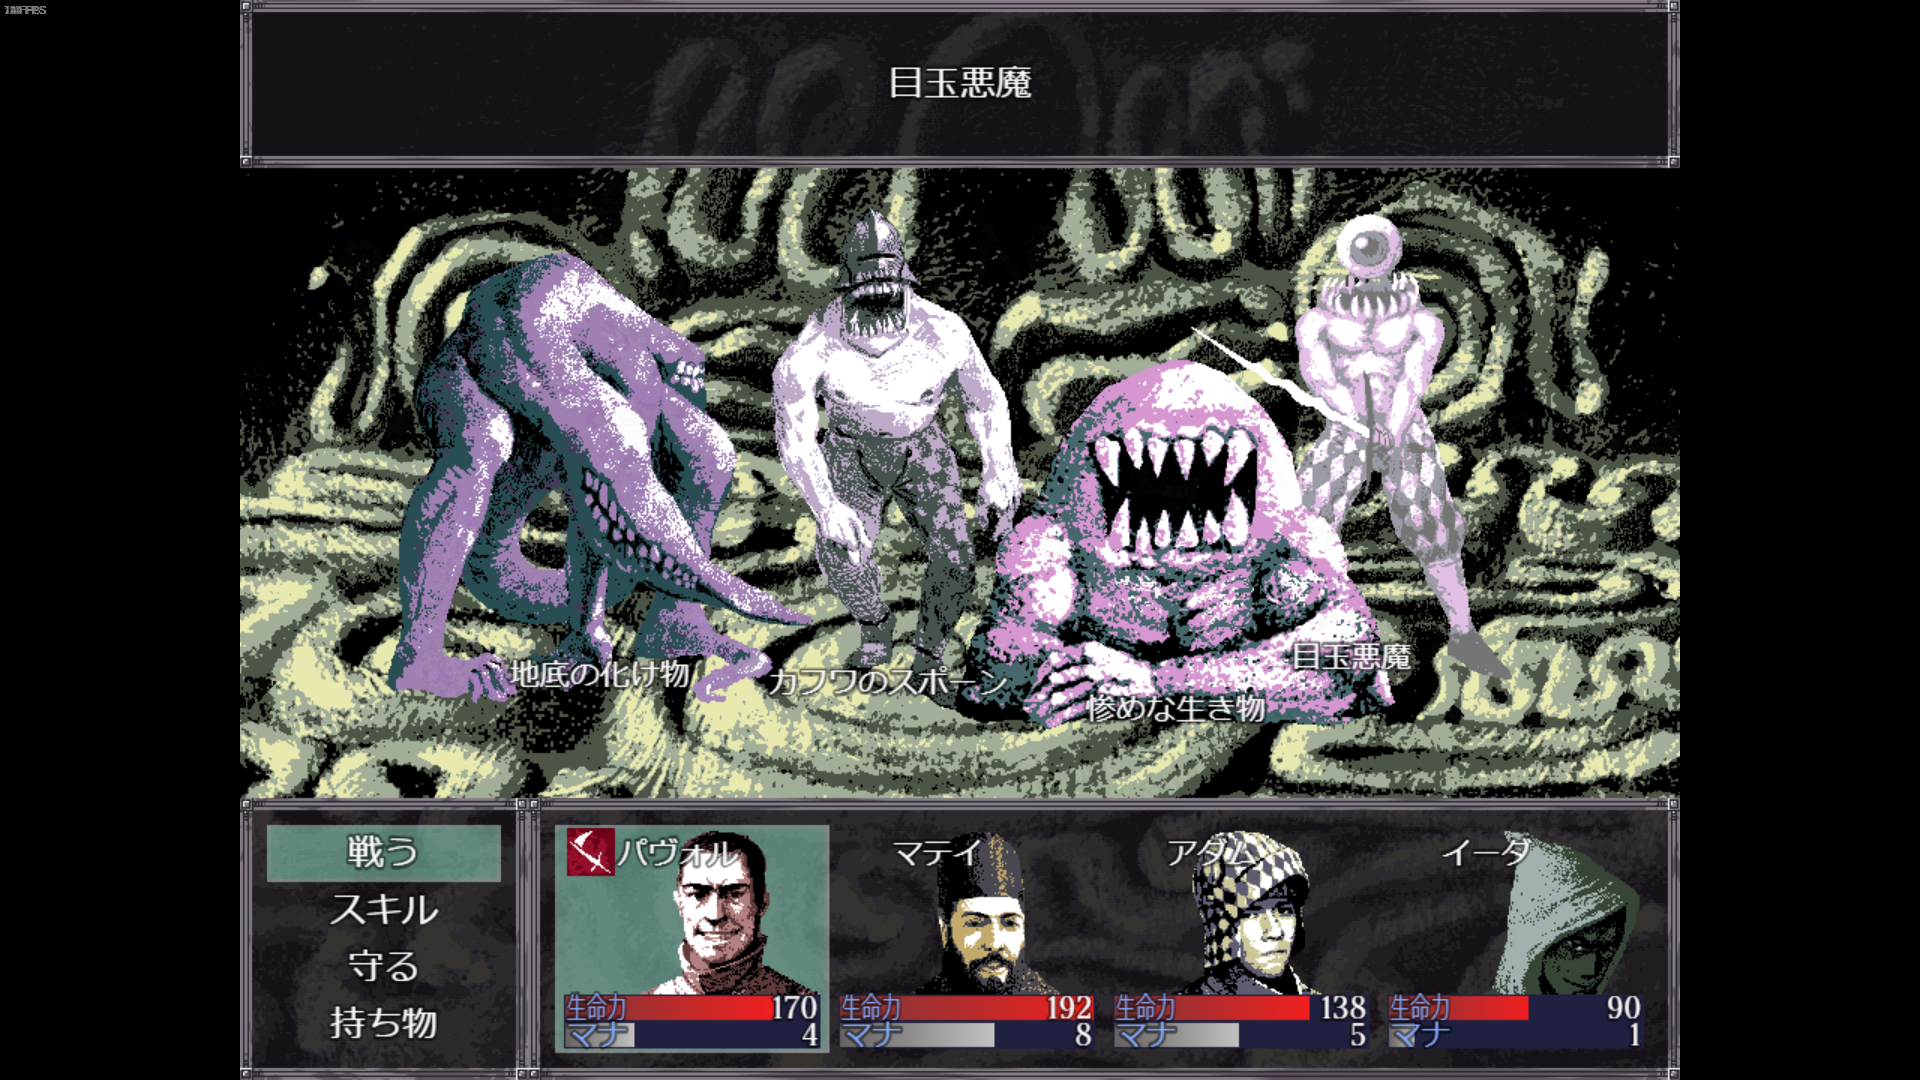 目玉悪魔
地底の化け物
カフワのスポーン
惨めな生き物
目玉悪魔
戦う
スキル
守る
持ち物
パヴォル
生命力 170
マナ 4
マテイ
生命力 192
マナ 8
アダム
生命力 138
マナ 5
イーダ
生命力 90
マナ 1